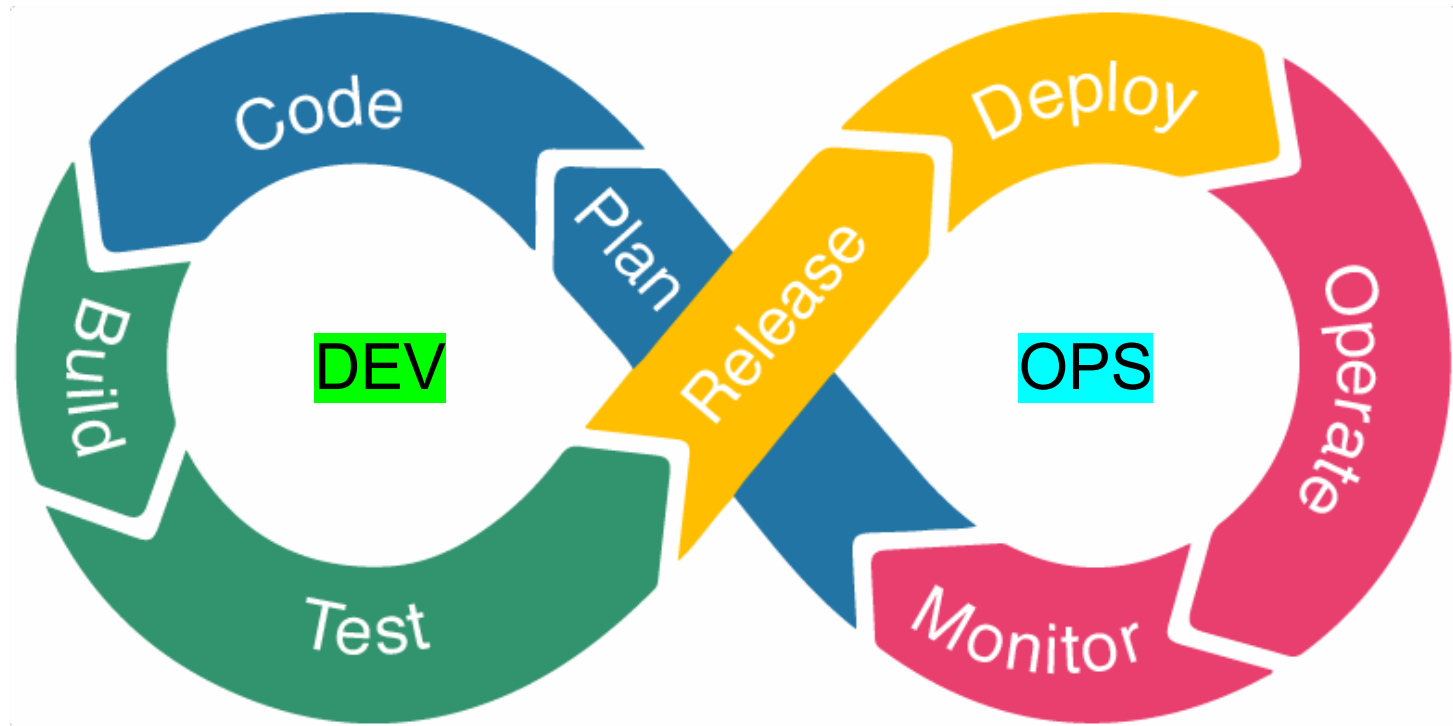 Code
Deploy
Plan
Release
Build
DEV
OPS
Operate
Test
Monitor